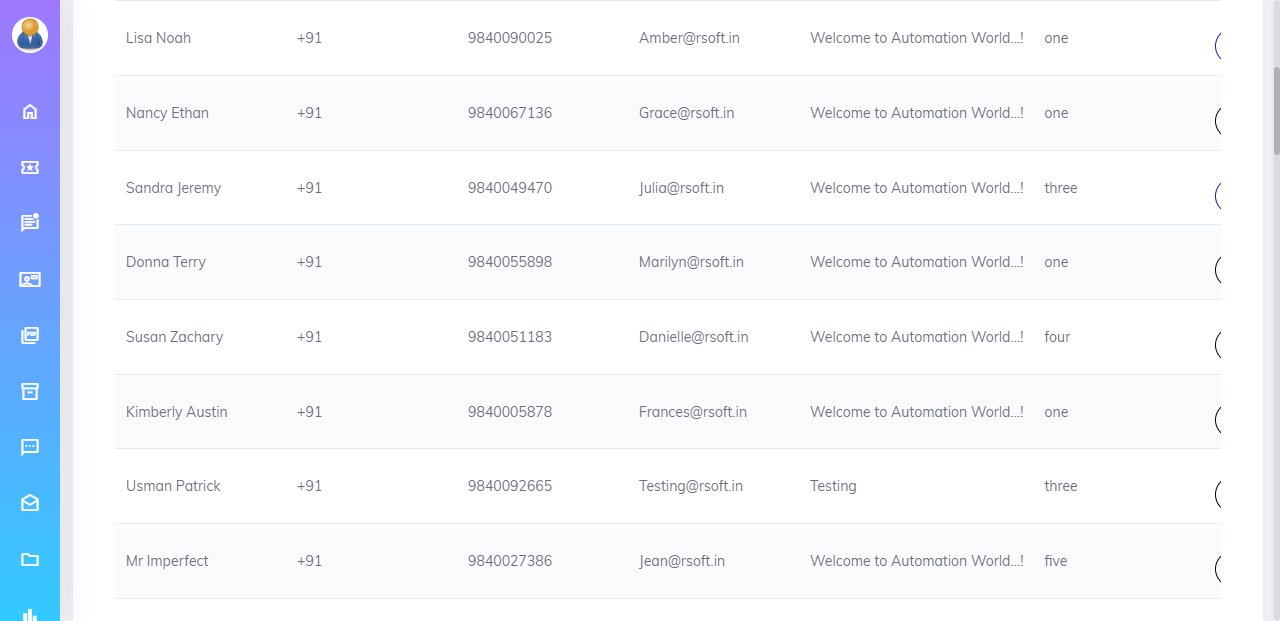 Lisa Noah +91 9840090025 Amber@rsoft.in Welcome to Automation World...! one
Nancy Ethan +91 9840067136 Grace@rsoft.in Welcome to Automation World...! one
Sandra Jeremy +91 9840049470 Julia@rsoft.in Welcome to Automation World...! three
Donna Terry +91 9840055898 Marilyn@rsoft.in Welcome to Automation World...! one
Susan Zachary +91 9840051183 Danielle@rsoft.in Welcome to Automation World...! four
Kimberly Austin +91 9840005878 Frances@rsoft.in Welcome to Automation World...! one
Usman Patrick +91 9840092665 Testing@rsoft.in Testing three
Mr Imperfect +91 9840027386 Jean@rsoft.in Welcome to Automation World...! five